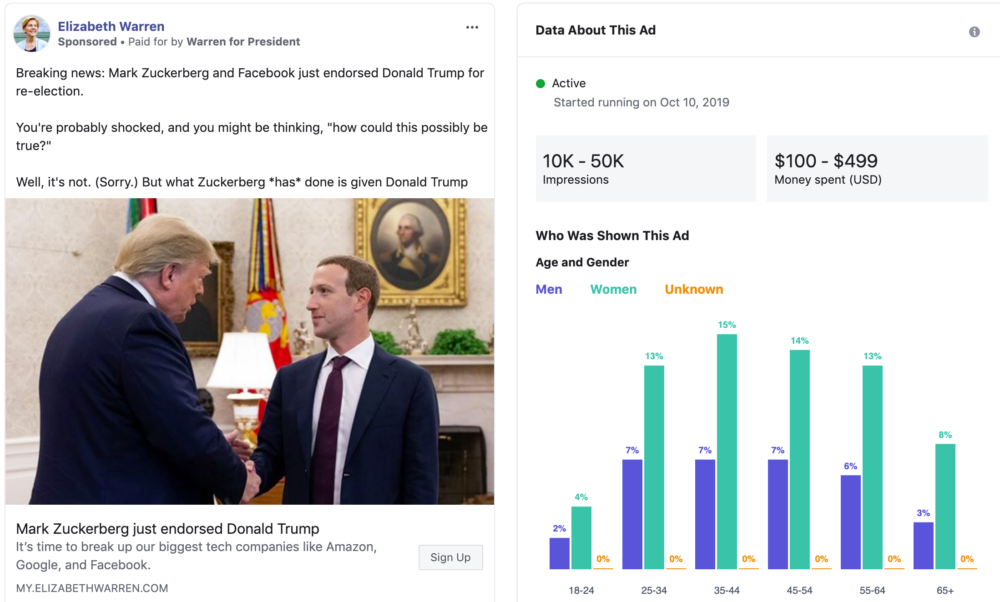 Elizabeth Warren
Sponsored • Paid for by Warren for President
Breaking news: Mark Zuckerberg and Facebook just endorsed Donald Trump for
re-election.
You're probably shocked, and you might be thinking, "how could this possibly be
true?"
Well, it's not. (Sorry.) But what Zuckerberg *has* done is given Donald Trump
Mark Zuckerberg just endorsed Donald Trump
It’s time to break up our biggest tech companies like Amazon,
Google, and Facebook.
Sign Up
MY.ELIZABETHWARREN.COM
Data About This Ad
Active
Started running on Oct 10, 2019
10K - 50K
Impressions
$100 - $499
Money spent (USD)
Who Was Shown This Ad
Age and Gender
Men Women Unknown
2% 4% 0%
7% 13% 0%
7% 15% 0%
7% 14% 0%
6% 13% 0%
3% 8% 0%
18-24 25-34 35-44 45-54 55-64 65+